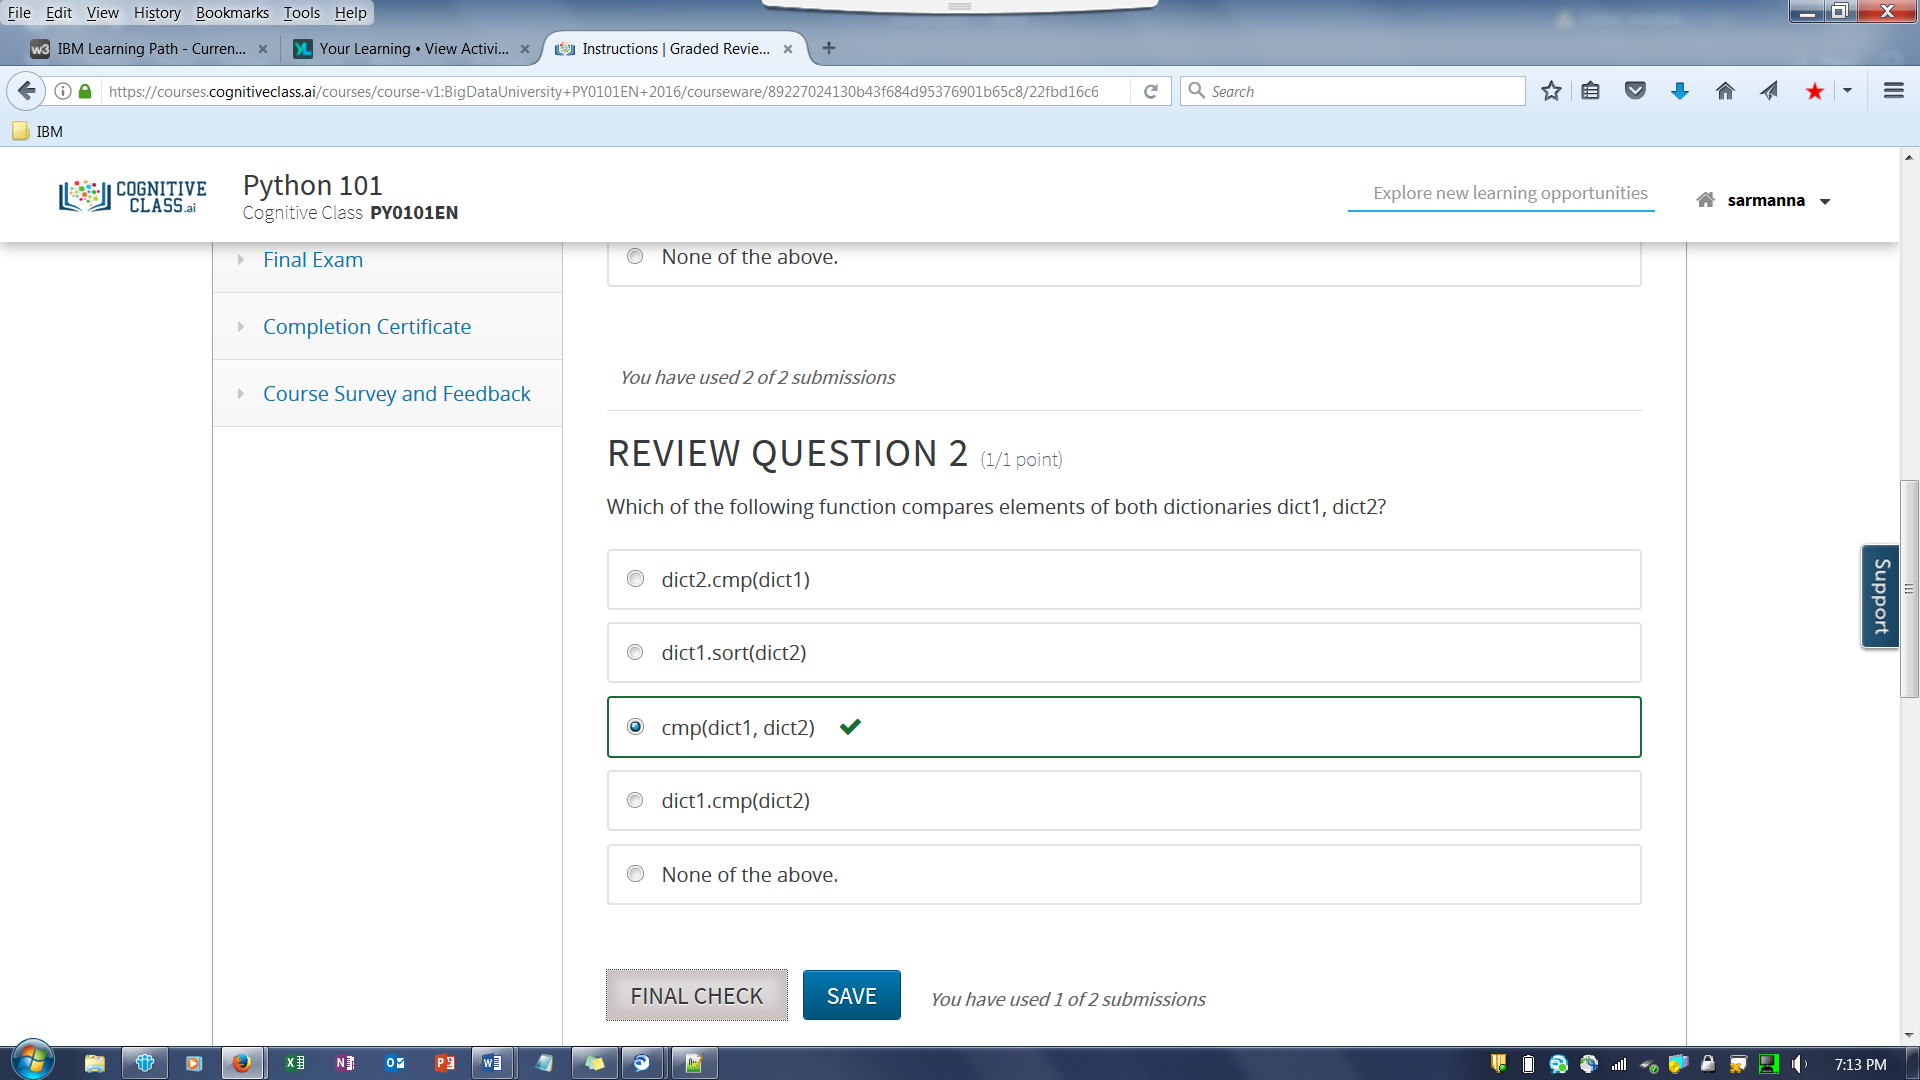 File Edit View History Bookmarks Tools Help
w3 IBM Learning Path - Curren... YL Your Learning • View Activi... Instructions | Graded Revie...
https://courses.cognitiveclass.ai/courses/course-v1:BigDataUniversity+PY0101EN+2016/courseware/89227024130b43f684d95376901b65c8/22fbd16c6 Search
IBM
COGNITIVE CLASS.ai
Python 101
Cognitive Class PY0101EN
Explore new learning opportunities
sarmanna
Final Exam
Completion Certificate
Course Survey and Feedback
None of the above.
You have used 2 of 2 submissions
REVIEW QUESTION 2 (1/1 point)
Which of the following function compares elements of both dictionaries dict1, dict2?
dict2.cmp(dict1)
dict1.sort(dict2)
cmp(dict1, dict2)
dict1.cmp(dict2)
None of the above.
FINAL CHECK SAVE You have used 1 of 2 submissions
Support
7:13 PM